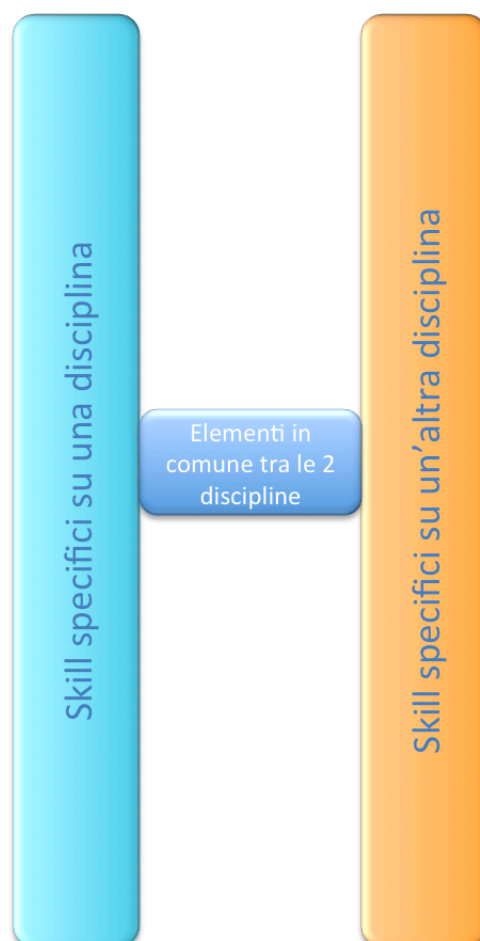 Skill specifici su una disciplina
Elementi in
comune tra le 2
discipline
Skill specifici su un’altra disciplina